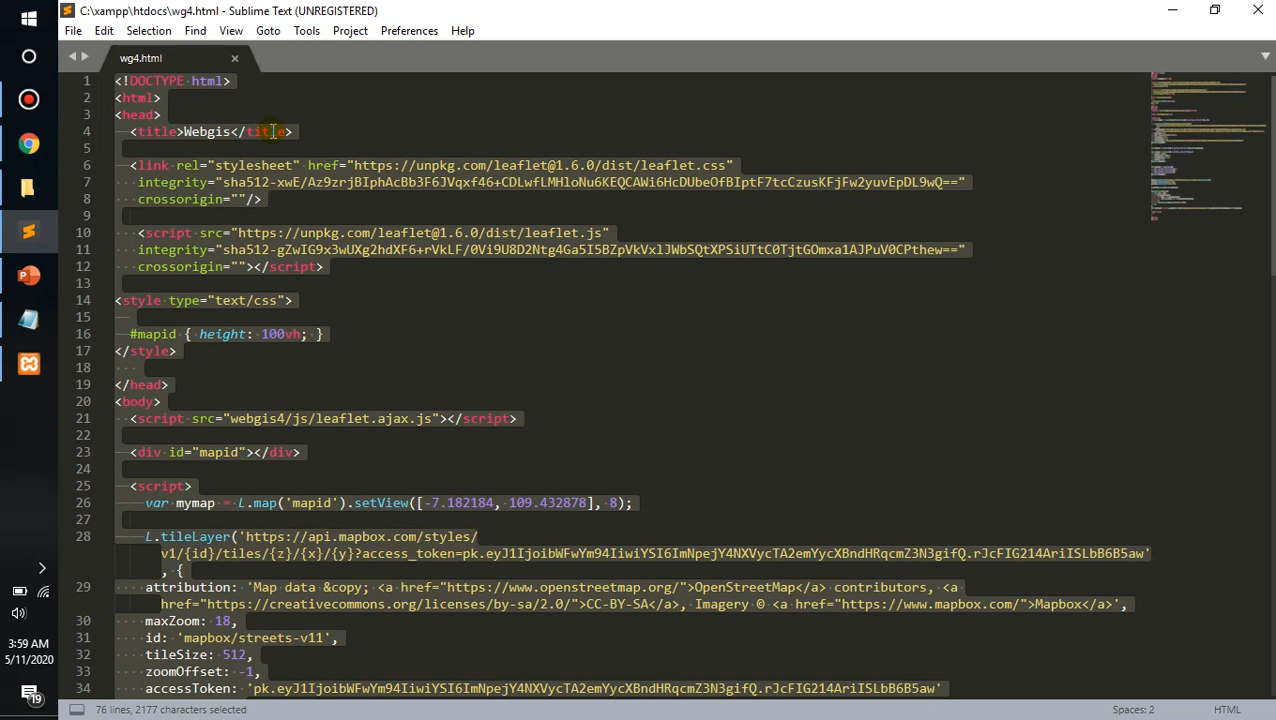 C:\xampp\htdocs\wg4.html - Sublime Text (UNREGISTERED)
File Edit Selection Find View Goto Tools Project Preferences Help
wg4.html
1 <!DOCTYPE html>
2 <html>
3 <head>
4 <title>Webgis</title>
5
6 <link rel="stylesheet" href="https://unpkg.com/leaflet@1.6.0/dist/leaflet.css"
7 integrity="sha512-xwE/Az9zrjBIphAcBb3F6JVqxf46+CDLwfLMHloNu6KEQCAWi6HcDUbeOfBIptF7tcCzusKFjFw2yuvEpDL9wQ=="
8 crossorigin=""/>
9
10 <script src="https://unpkg.com/leaflet@1.6.0/dist/leaflet.js"
11 integrity="sha512-gZwIG9x3wUXg2hdXF6+rVkLF/0Vi9U8D2Ntg4Ga5I5BZpVkVxlJWbSQtXPSiUTtC0TjtGOmxa1AJPuV0CPthew=="
12 crossorigin=""></script>
13
14 <style type="text/css">
15
16 #mapid { height: 100vh; }
17 </style>
18
19 </head>
20 <body>
21 <script src="webgis4/js/leaflet.ajax.js"></script>
22
23 <div id="mapid"></div>
24
25 <script>
26 var mymap = L.map('mapid').setView([-7.182184, 109.432878], 8);
27
28 L.tileLayer('https://api.mapbox.com/styles/
v1/{id}/tiles/{z}/{x}/{y}?access_token=pk.eyJ1IjoibWFwYm94IiwiYSI6ImNpejY4NXVycTA2emYycXBndHRqcmZ3N3gifQ.rJcFIG214AriISLbB6B5aw'
, {
29 attribution: 'Map data &copy; <a href="https://www.openstreetmap.org/">OpenStreetMap</a> contributors, <a
href="https://creativecommons.org/licenses/by-sa/2.0/">CC-BY-SA</a>, Imagery © <a href="https://www.mapbox.com/">Mapbox</a>',
30 maxZoom: 18,
31 id: 'mapbox/streets-v11',
32 tileSize: 512,
33 zoomOffset: -1,
34 accessToken: 'pk.eyJ1IjoibWFwYm94IiwiYSI6ImNpejY4NXVycTA2emYycXBndHRqcmZ3N3gifQ.rJcFIG214AriISLbB6B5aw'
3:59 AM
5/11/2020
19
76 lines, 2177 characters selected
Spaces: 2
HTML